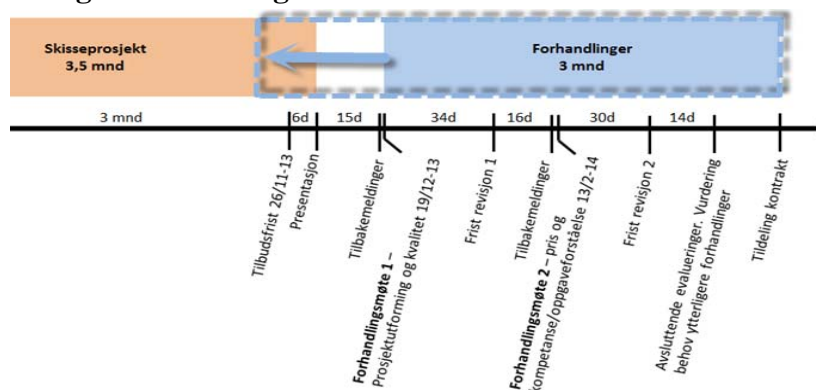 Skisseprosjekt
3,5 mnd
Forhandlinger
3 mnd
3 mnd
6d
15d
34d
16d
30d
14d
Tilbudsfrist 26/11-13
Presentasjon
Tilbakemeldinger
Forhandlingsmøte 1 –
Prosjektutforming og kvalitet 19/12-13
Frist revisjon 1
Tilbakemeldinger
Forhandlingsmøte 2 – pris og
kompetanse/oppgaveforståelse 13/2-14
Frist revisjon 2
Avsluttende evalueringer. Vurdering
behov ytterligere forhandlinger
Tildeling kontrakt